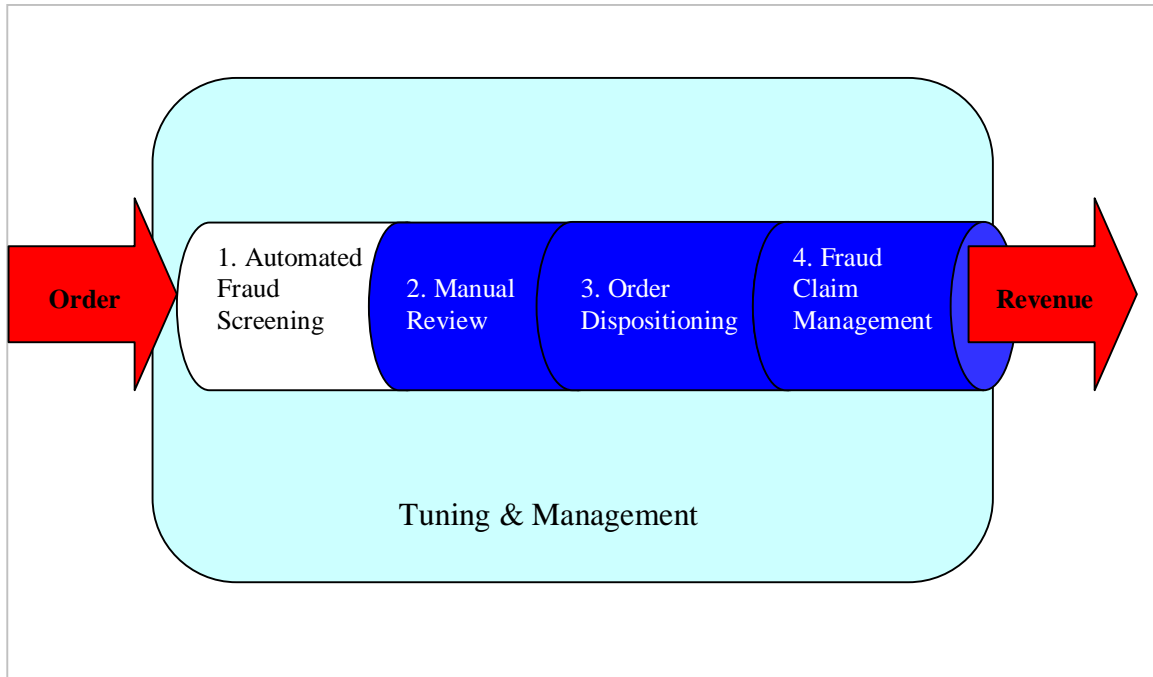 Order
1. Automated
Fraud
Screening
2. Manual
Review
3. Order
Dispositioning
4. Fraud
Claim
Management
Revenue
Tuning & Management